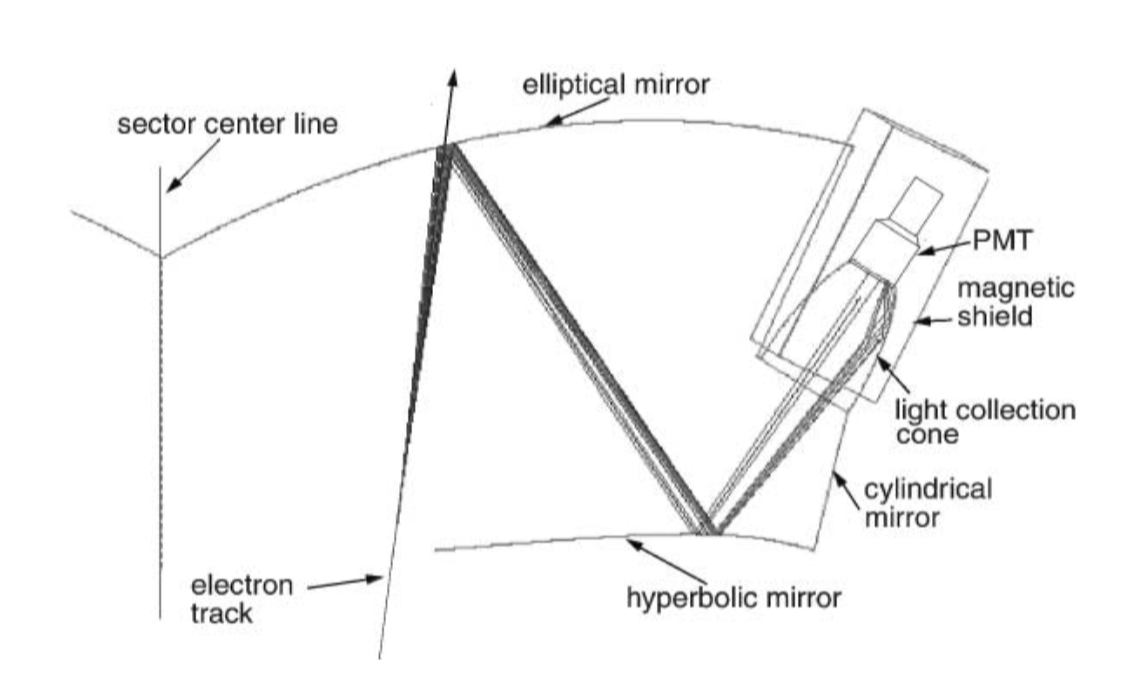 elliptical mirror
sector center line
PMT
magnetic
shield
light collection
cone
cylindrical
mirror
electron
track
hyperbolic mirror